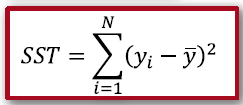 SST = \sum_{i=1}^{N} (y_i - \bar{y})^2